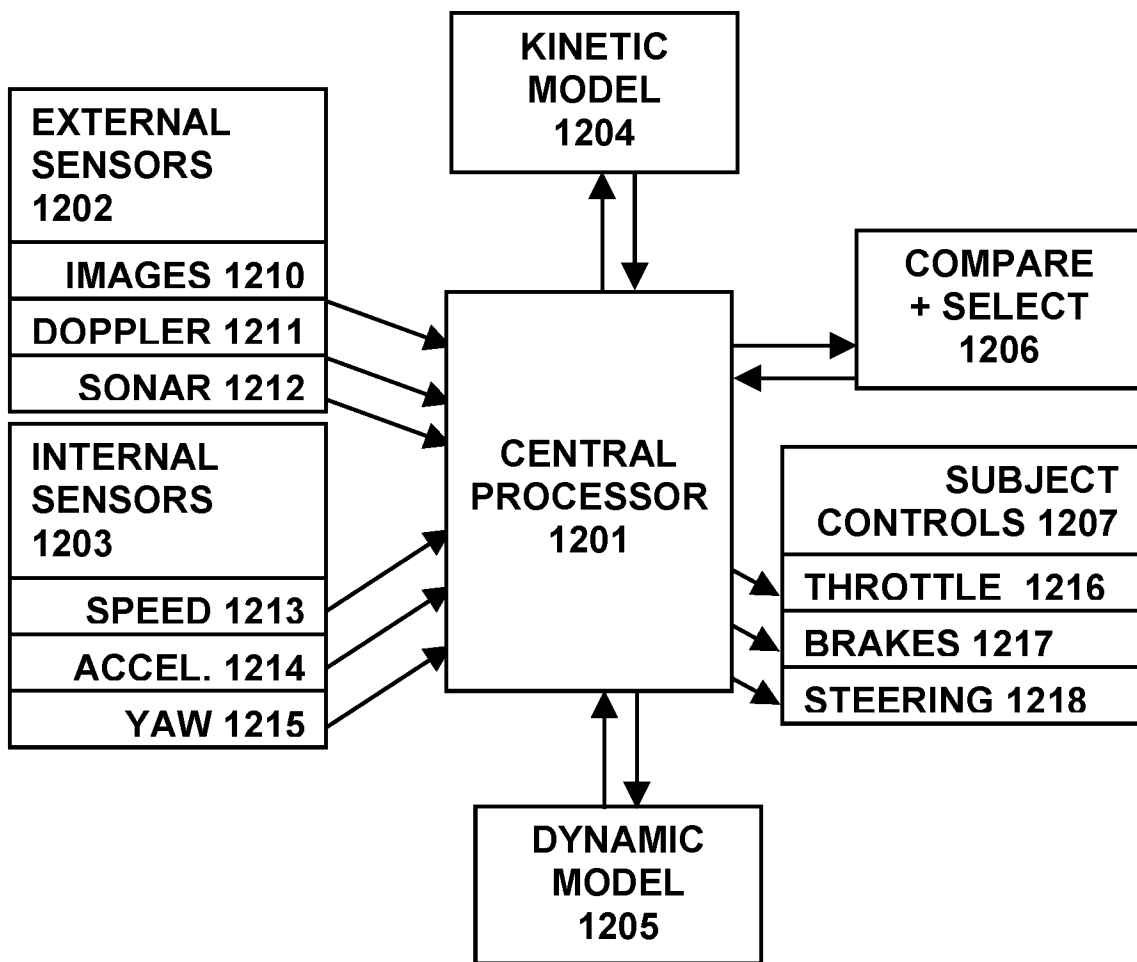 KINETIC
MODEL
1204
EXTERNAL
SENSORS
1202
IMAGES 1210
DOPPLER 1211
SONAR 1212
COMPARE
+ SELECT
1206
INTERNAL
SENSORS
1203
SPEED 1213
ACCEL. 1214
YAW 1215
CENTRAL
PROCESSOR
1201
SUBJECT
CONTROLS 1207
THROTTLE 1216
BRAKES 1217
STEERING 1218
DYNAMIC
MODEL
1205